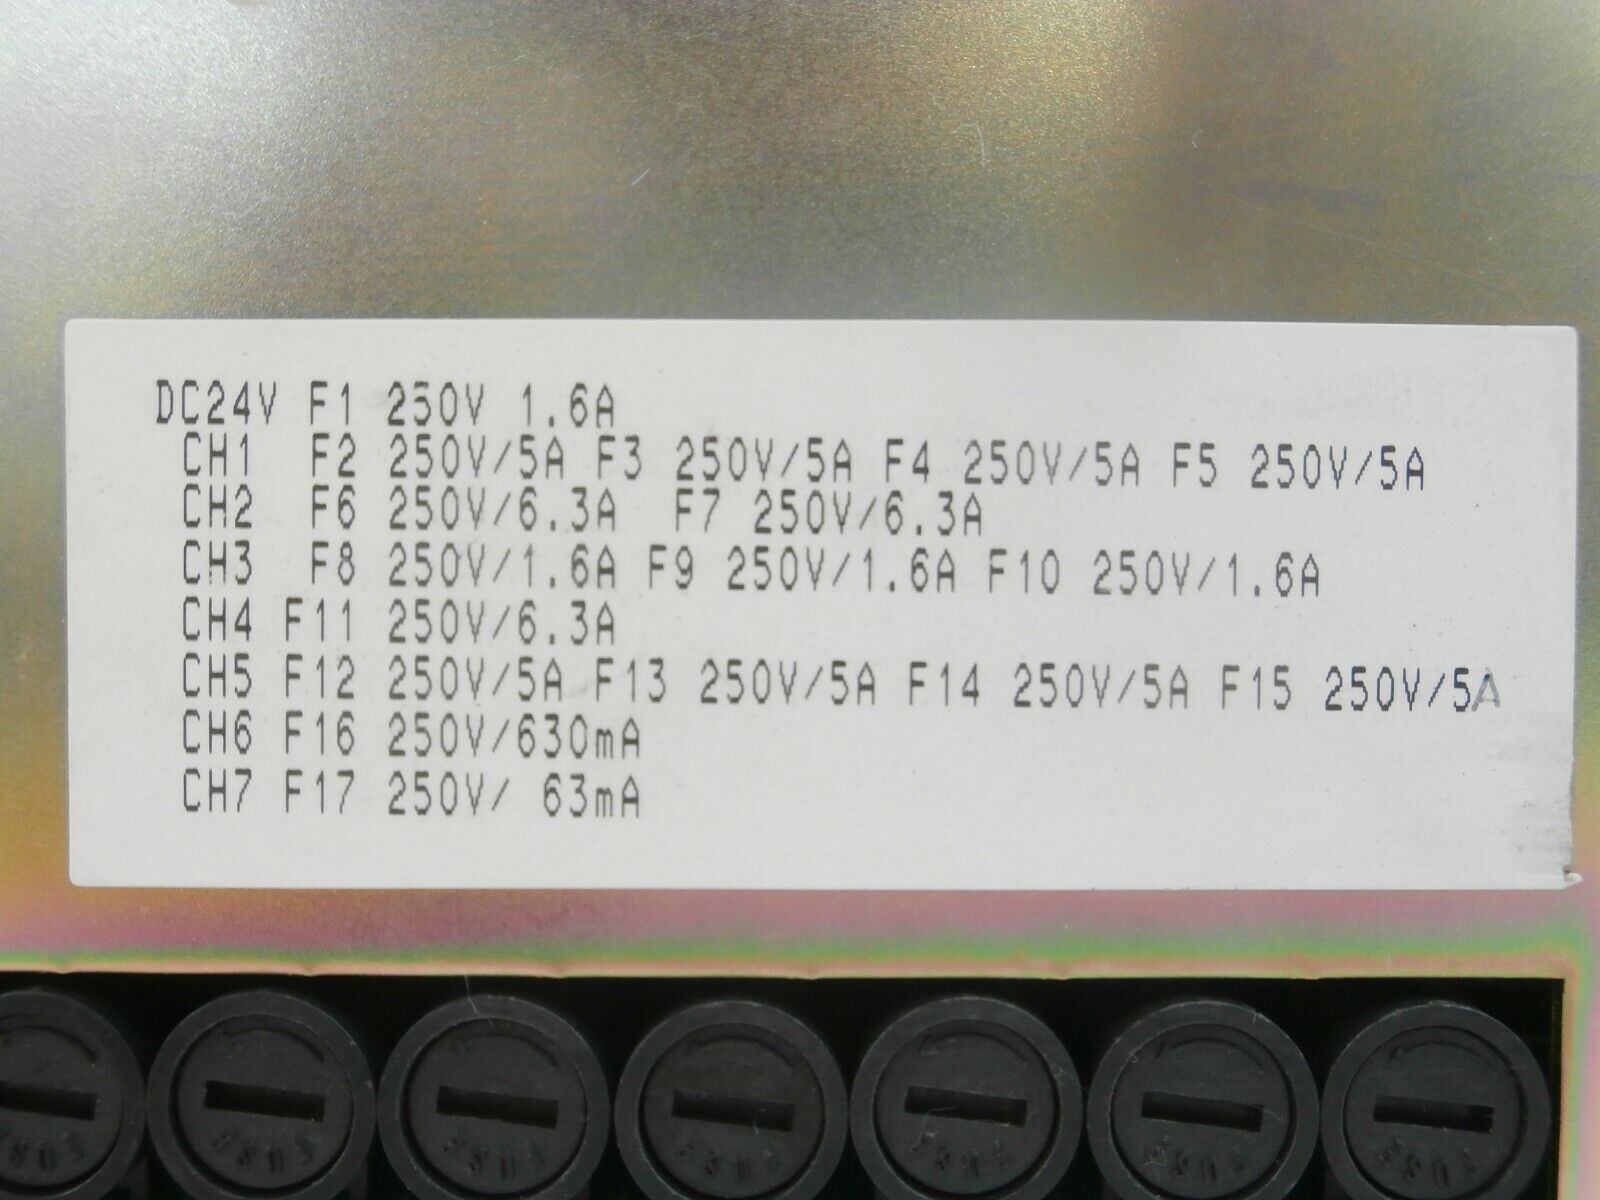 DC24V F1 250V 1.6A
CH1 F2 250V/5A F3 250V/5A F4 250V/5A F5 250V/5A
CH2 F6 250V/6.3A F7 250V/6.3A
CH3 F8 250V/1.6A F9 250V/1.6A F10 250V/1.6A
CH4 F11 250V/6.3A
CH5 F12 250V/5A F13 250V/5A F14 250V/5A F15 250V/5A
CH6 F16 250V/630mA
CH7 F17 250V/ 63mA